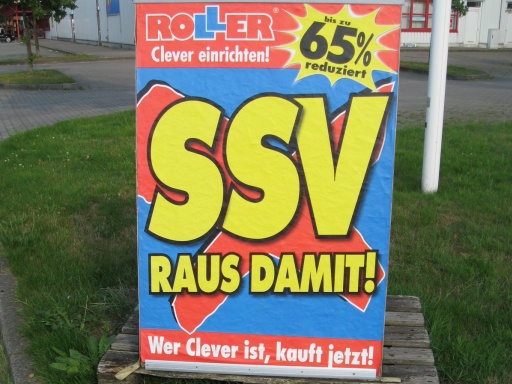 ROLLER®
Clever einrichten!
bis zu
65%
reduziert
SSV
RAUS DAMIT!
Wer Clever ist, kauft jetzt!